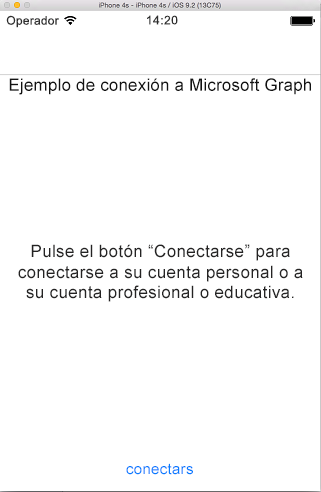 iPhone 4s - iPhone 4s / iOS 9.2 (13C75)
Operador 14:20
Ejemplo de conexión a Microsoft Graph
Pulse el botón “Conectarse” para
conectarse a su cuenta personal o a
su cuenta profesional o educativa.
conectars